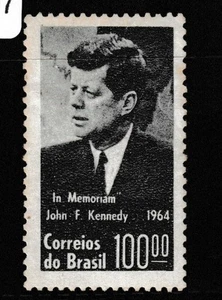 "In Memoriam"
John F. Kennedy 1964
Correios
do Brasil 100.00